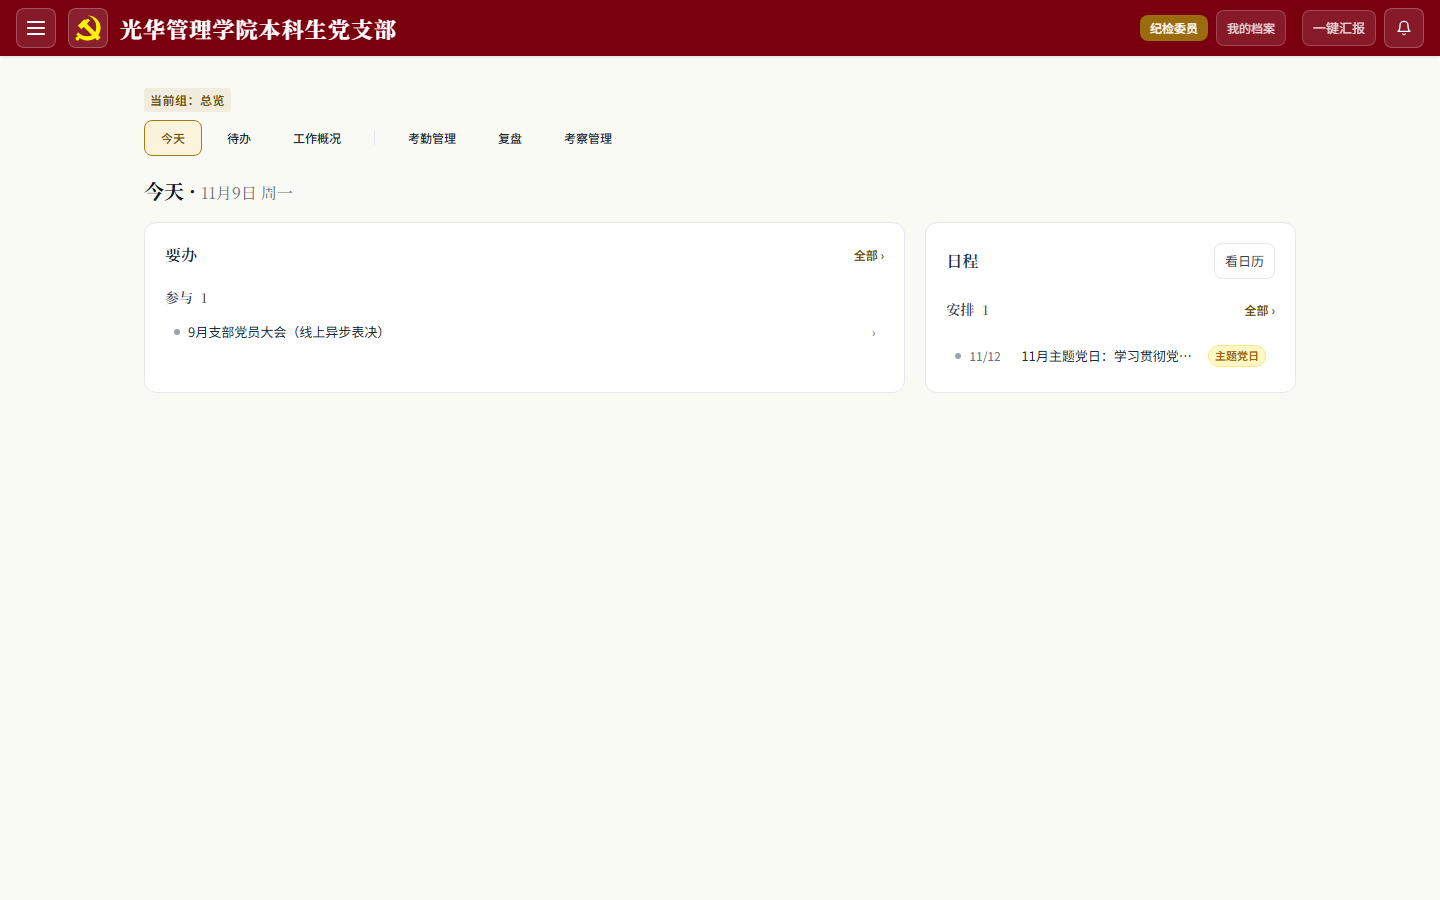 光华管理学院本科生党支部
纪检委员 我的档案 一键汇报
当前组：总览
今天 待办 工作概况 考勤管理 复盘 考察管理
今天 · 11月9日 周一
要办 全部 ›
参与 1
9月支部党员大会（线上异步表决） ›
日程 看日历
安排 1 全部 ›
11/12 11月主题党日：学习贯彻党… 主题党日